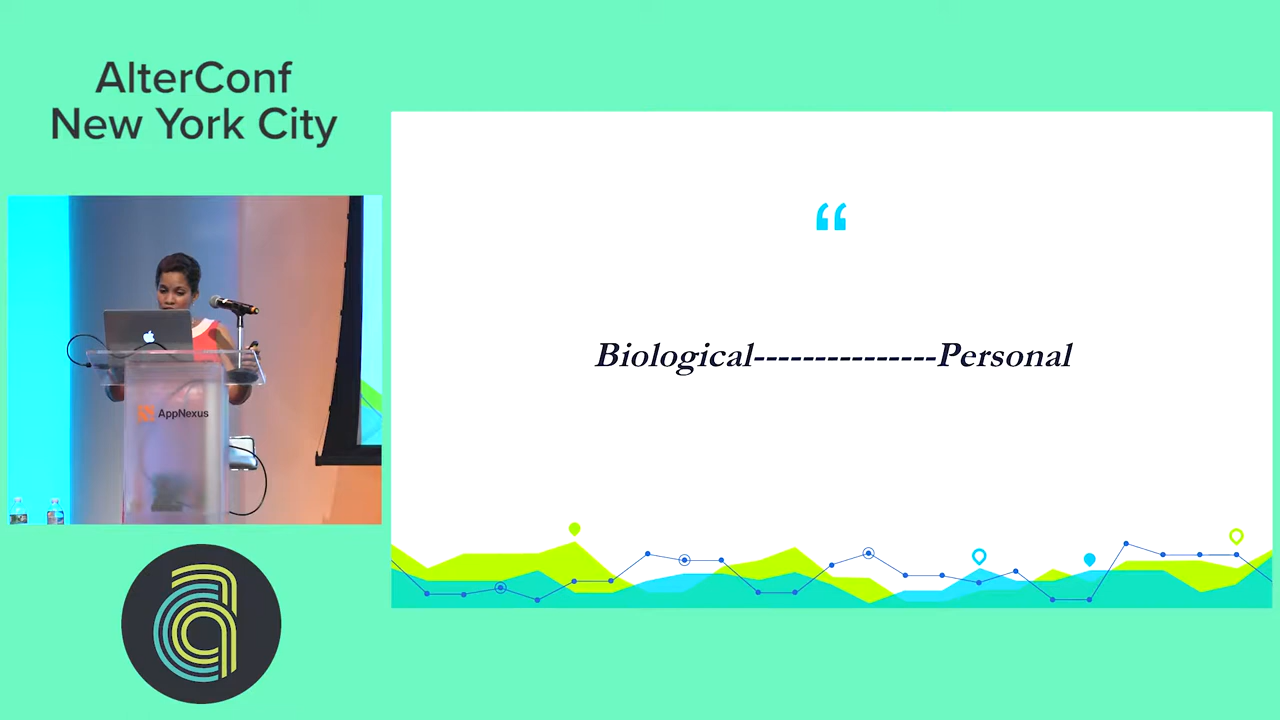 AlterConf
New York City
AppNexus
“
Biological---------------Personal